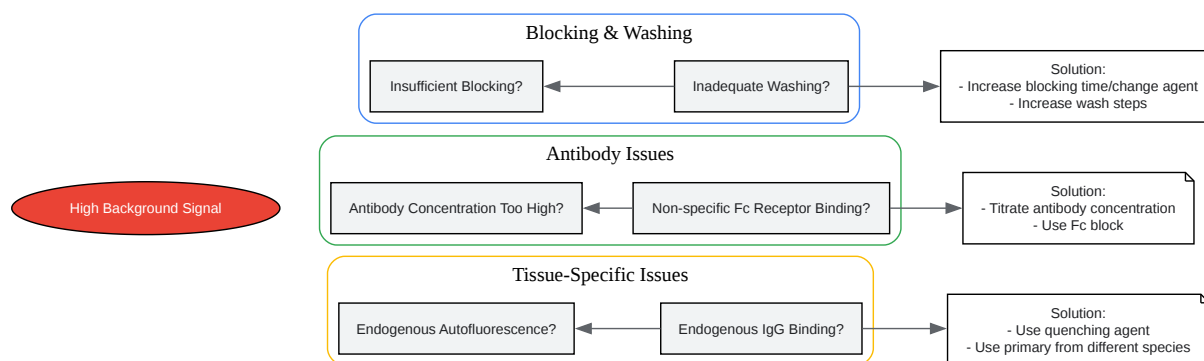 Blocking & Washing
Insufficient Blocking?
Inadequate Washing?
Solution:
- Increase blocking time/change agent
- Increase wash steps
High Background Signal
Antibody Issues
Antibody Concentration Too High?
Non-specific Fc Receptor Binding?
Solution:
- Titrate antibody concentration
- Use Fc block
Tissue-Specific Issues
Endogenous Autofluorescence?
Endogenous IgG Binding?
Solution:
- Use quenching agent
- Use primary from different species